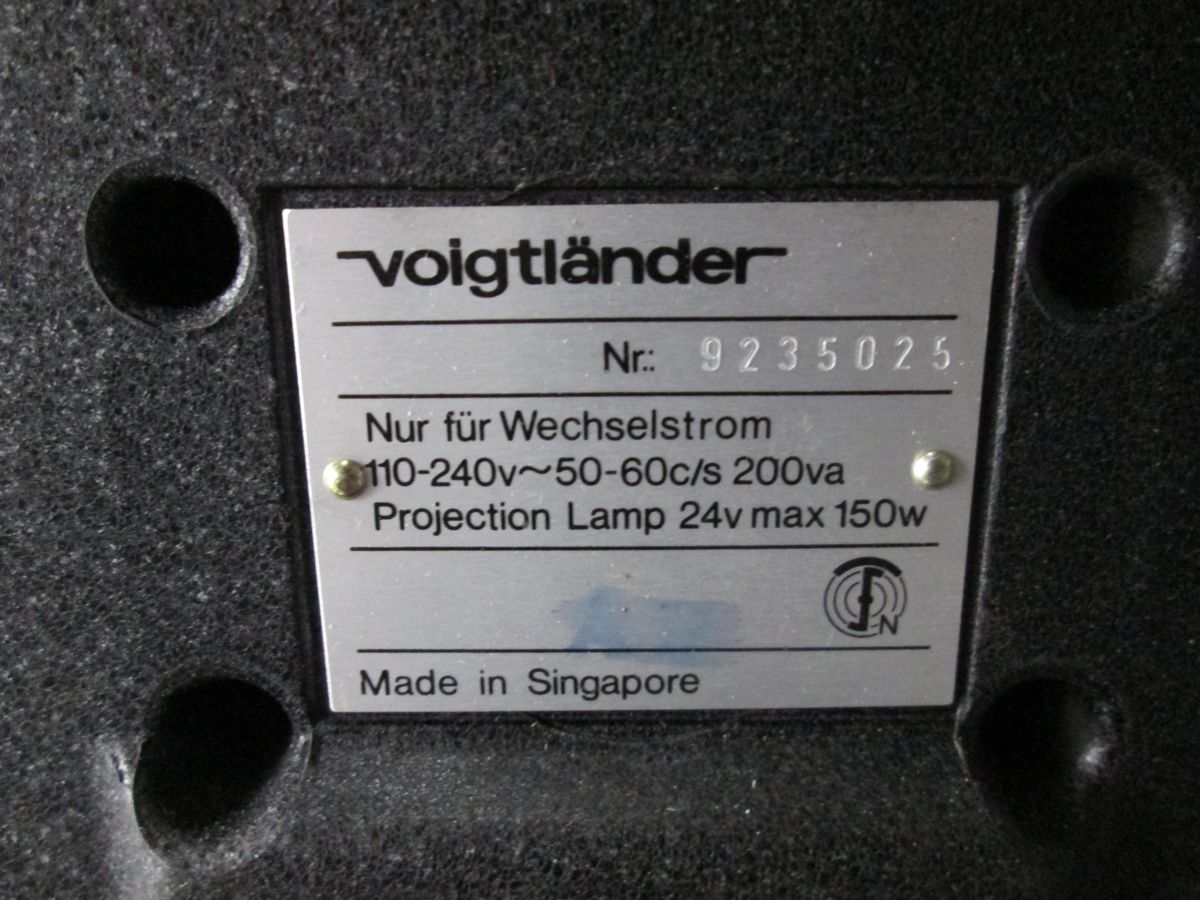 voigtländer
Nr.: 9235025
Nur für Wechselstrom
110-240v~50-60c/s 200va
Projection Lamp 24v max 150w
N
Made in Singapore